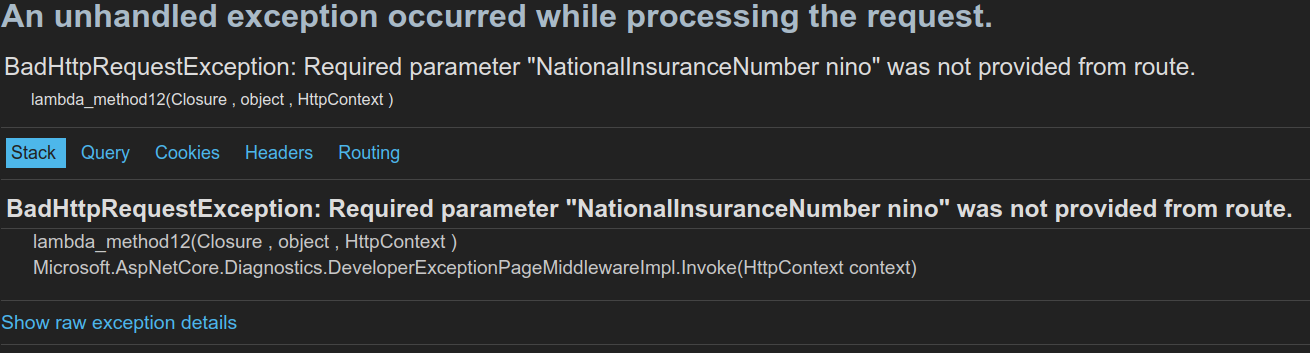 An unhandled exception occurred while processing the request.
BadHttpRequestException: Required parameter "NationalInsuranceNumber nino" was not provided from route.
lambda_method12(Closure , object , HttpContext )
Stack Query Cookies Headers Routing
BadHttpRequestException: Required parameter "NationalInsuranceNumber nino" was not provided from route.
lambda_method12(Closure , object , HttpContext )
Microsoft.AspNetCore.Diagnostics.DeveloperExceptionPageMiddlewareImpl.Invoke(HttpContext context)
Show raw exception details